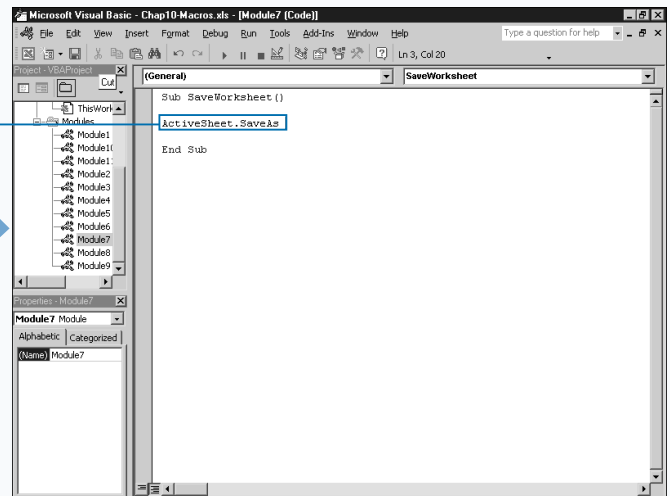 Microsoft Visual Basic - Chap10-Macros.xls - [Module7 (Code)]
File Edit View Insert Format Debug Run Tools Add-Ins Window Help
Type a question for help
Ln 3, Col 20
Project - VBAProject
Cut
(General)
SaveWorksheet
ThisWork
Modules
Module1
Module10
Module11
Module2
Module3
Module4
Module5
Module6
Module7
Module8
Module9
Sub SaveWorksheet()
ActiveSheet.SaveAs
End Sub
Properties - Module7
Module7 Module
Alphabetic Categorized
(Name) Module7